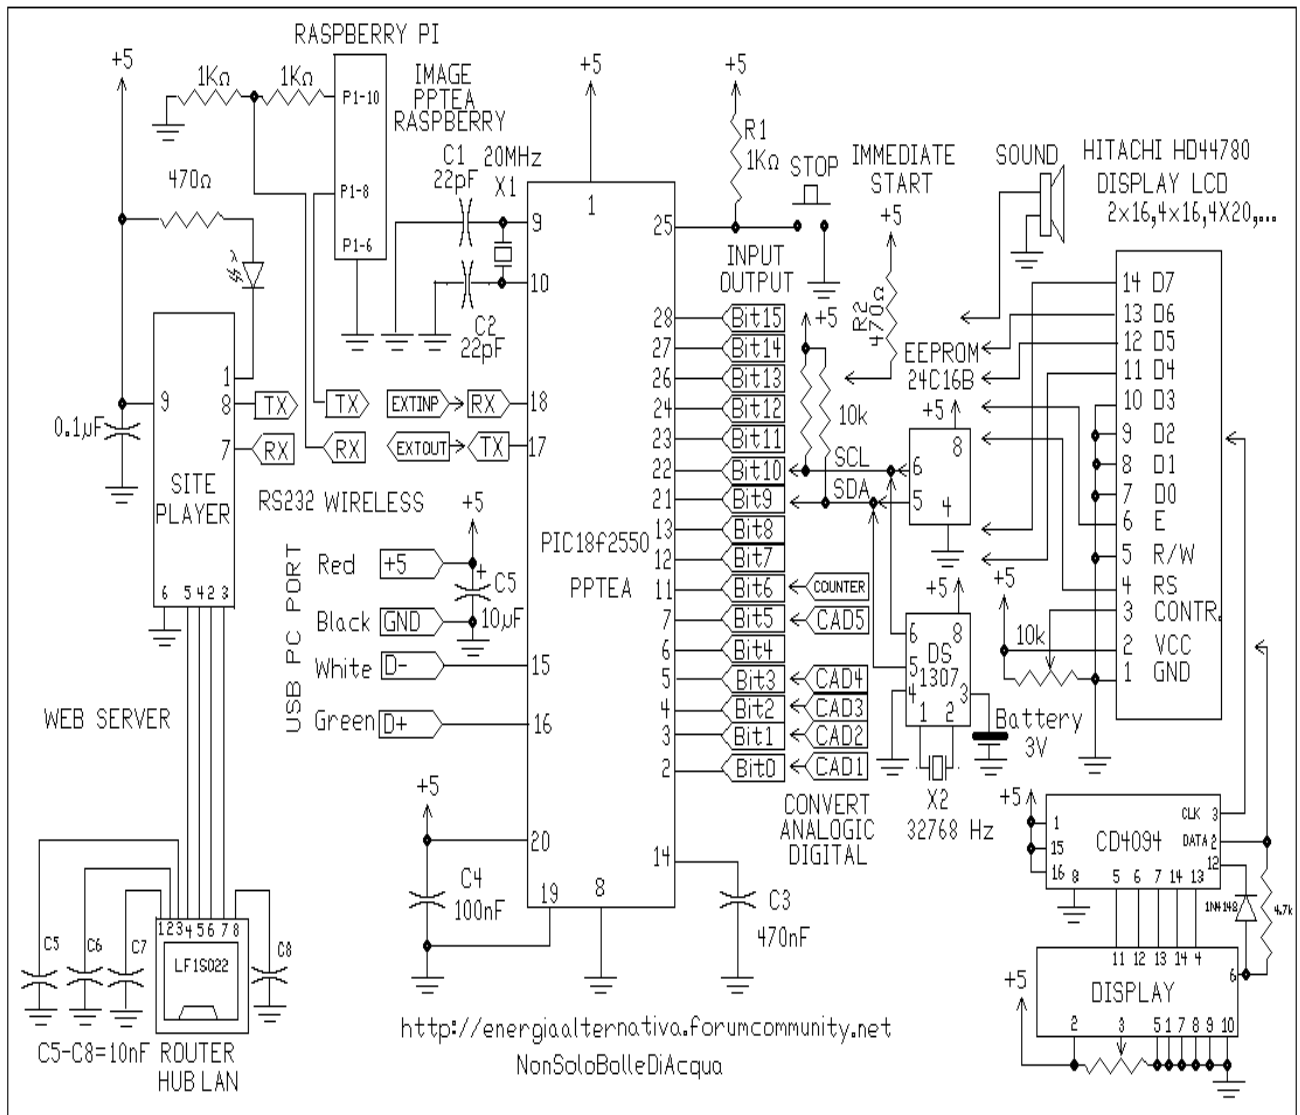 RASPBERRY PI
+5
1KΩ
1KΩ
P1-10
P1-8
P1-6
IMAGE
PPTEA
RASPBERRY
470Ω
C1
22pF
20MHz
X1
C2
22pF
+5
1
9
10
18
17
15
16
20
19
8
14
25
28
27
26
24
23
22
21
13
12
11
7
6
5
4
3
2
PIC18f2550
PPTEA
+5
R1
1KΩ
STOP
IMMEDIATE
START
+5
R2
470Ω
SOUND
HITACHI HD44780
DISPLAY LCD
2x16,4x16,4X20,...
INPUT
OUTPUT
Bit15
Bit14
Bit13
Bit12
Bit11
Bit10
Bit9
Bit8
Bit7
Bit6
COUNTER
Bit5
CAD5
Bit4
Bit3
CAD4
Bit2
CAD3
Bit1
CAD2
Bit0
CAD1
CONVERT
ANALOGIC
DIGITAL
+5
10k
SCL
SDA
EEPROM
24C16B
+5
8
6
5
4
+5
6
8
DS
5
1307
4
3
1
2
X2
32768 Hz
Battery
3V
14 D7
13 D6
12 D5
11 D4
10 D3
9 D2
8 D1
7 D0
6 E
5 R/W
4 RS
3 CONTR.
2 VCC
1 GND
+5
10k
0.1µF
9
1
8
7
TX
RX
TX
RX
EXTINP
RX
EXTOUT
TX
SITE
PLAYER
6
5 4 2 3
RS232 WIRELESS
USB PC PORT
+5
Red
+5
C5
+
10µF
Black
GND
White
D-
Green
D+
WEB SERVER
+5
C4
100nF
C3
470nF
C5
C6
C7
C8
12345678
LF1S022
C5-C8=10nF
ROUTER
HUB LAN
http://energiaalternativa.forumcommunity.net
NonSoloBolleDiAcqua
+5
1
15
16
8
CD4094
CLK 3
DATA 2
12
5 6 7 14 13
1N4148
4.7k
11 12 13 14 4
6
DISPLAY
+5
2 3 5 1 7 8 9 10